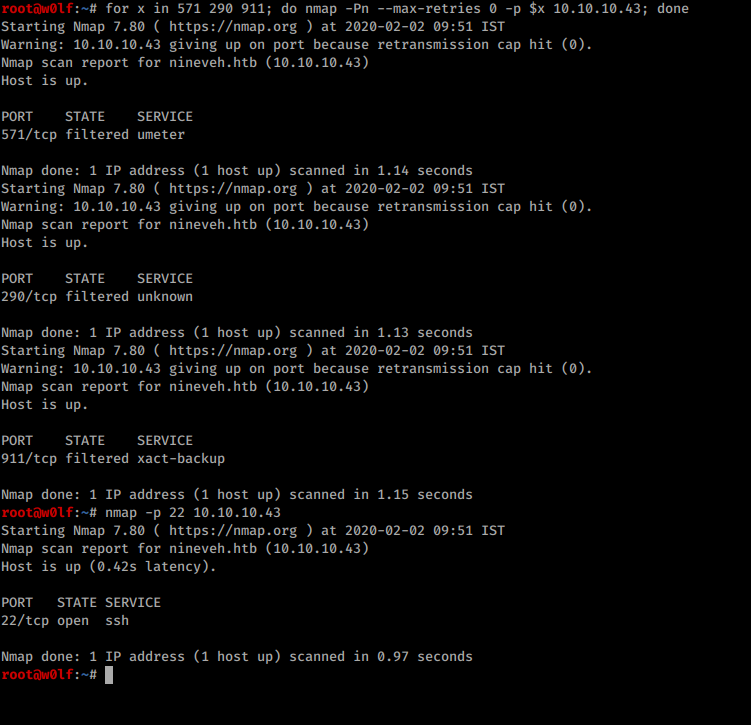 root@w0lf:~# for x in 571 290 911; do nmap -Pn --max-retries 0 -p $x 10.10.10.43; done
Starting Nmap 7.80 ( https://nmap.org ) at 2020-02-02 09:51 IST
Warning: 10.10.10.43 giving up on port because retransmission cap hit (0).
Nmap scan report for nineveh.htb (10.10.10.43)
Host is up.
PORT    STATE    SERVICE
571/tcp filtered umeter
Nmap done: 1 IP address (1 host up) scanned in 1.14 seconds
Starting Nmap 7.80 ( https://nmap.org ) at 2020-02-02 09:51 IST
Warning: 10.10.10.43 giving up on port because retransmission cap hit (0).
Nmap scan report for nineveh.htb (10.10.10.43)
Host is up.
PORT    STATE    SERVICE
290/tcp filtered unknown
Nmap done: 1 IP address (1 host up) scanned in 1.13 seconds
Starting Nmap 7.80 ( https://nmap.org ) at 2020-02-02 09:51 IST
Warning: 10.10.10.43 giving up on port because retransmission cap hit (0).
Nmap scan report for nineveh.htb (10.10.10.43)
Host is up.
PORT    STATE    SERVICE
911/tcp filtered xact-backup
Nmap done: 1 IP address (1 host up) scanned in 1.15 seconds
root@w0lf:~# nmap -p 22 10.10.10.43
Starting Nmap 7.80 ( https://nmap.org ) at 2020-02-02 09:51 IST
Nmap scan report for nineveh.htb (10.10.10.43)
Host is up (0.42s latency).
PORT   STATE SERVICE
22/tcp open  ssh
Nmap done: 1 IP address (1 host up) scanned in 0.97 seconds
root@w0lf:~#